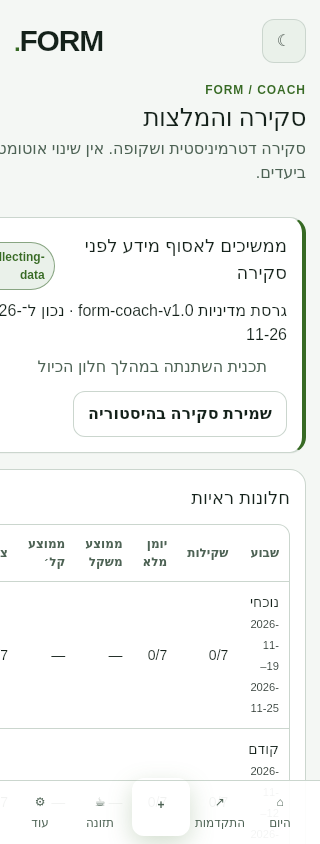 FORM.
FORM / COACH
סקירה והמלצות
סקירה דטרמיניסטית ושקופה. אין שינוי
ביעדים.
ממשיכים לאסוף מידע לפני
סקירה
collecting-
data
גרסת מדיניות form-coach-v1.0 · נכון ל־26-
11-26
תכנית השתנתה במהלך חלון הכיול
שמירת סקירה בהיסטוריה
חלונות ראיות
שבוע שקילות יומן מלא ממוצע משקל ממוצע קל׳
נוכחי
2026-
11-
19–
2026-
11-25
0/7 0/7 — —
קודם
2026-
היום
התקדמות
+
תזונה
עוד